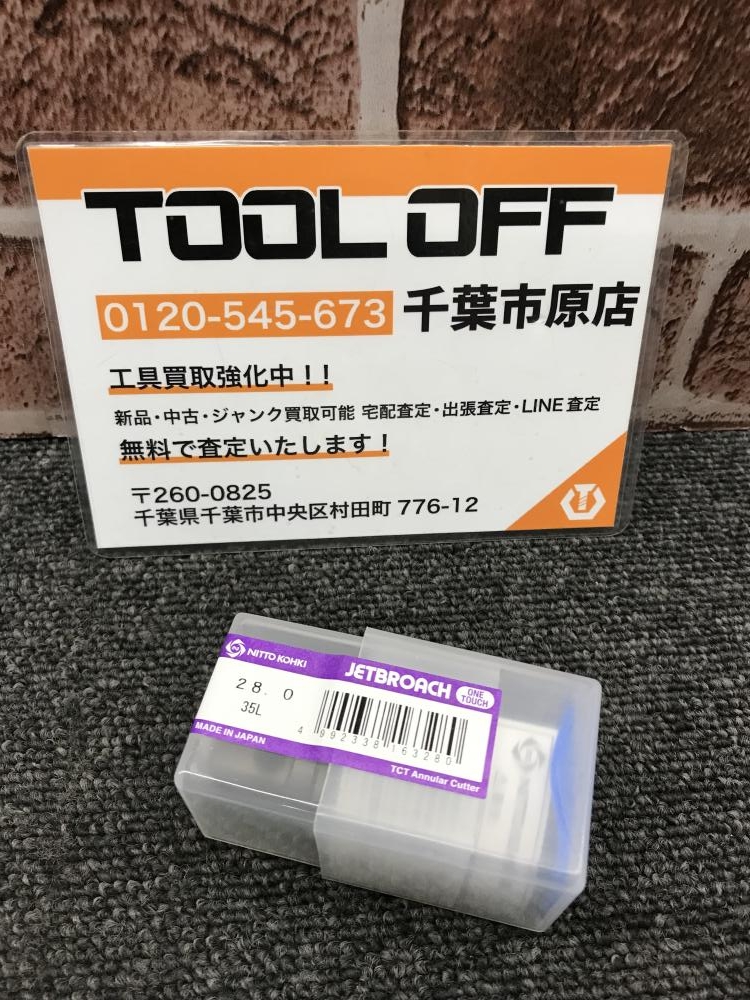 TOOL OFF
0120-545-673 千葉市原店
工具買取強化中！！
新品・中古・ジャンク買取可能 宅配査定・出張査定・LINE査定
無料で査定いたします！
〒260-0825
千葉県千葉市中央区村田町 776-12
NITTO KOHKI
JETBROACH
ONE TOUCH
28.0
35L
4 992338 163280
MADE IN JAPAN
TCT Annular Cutter